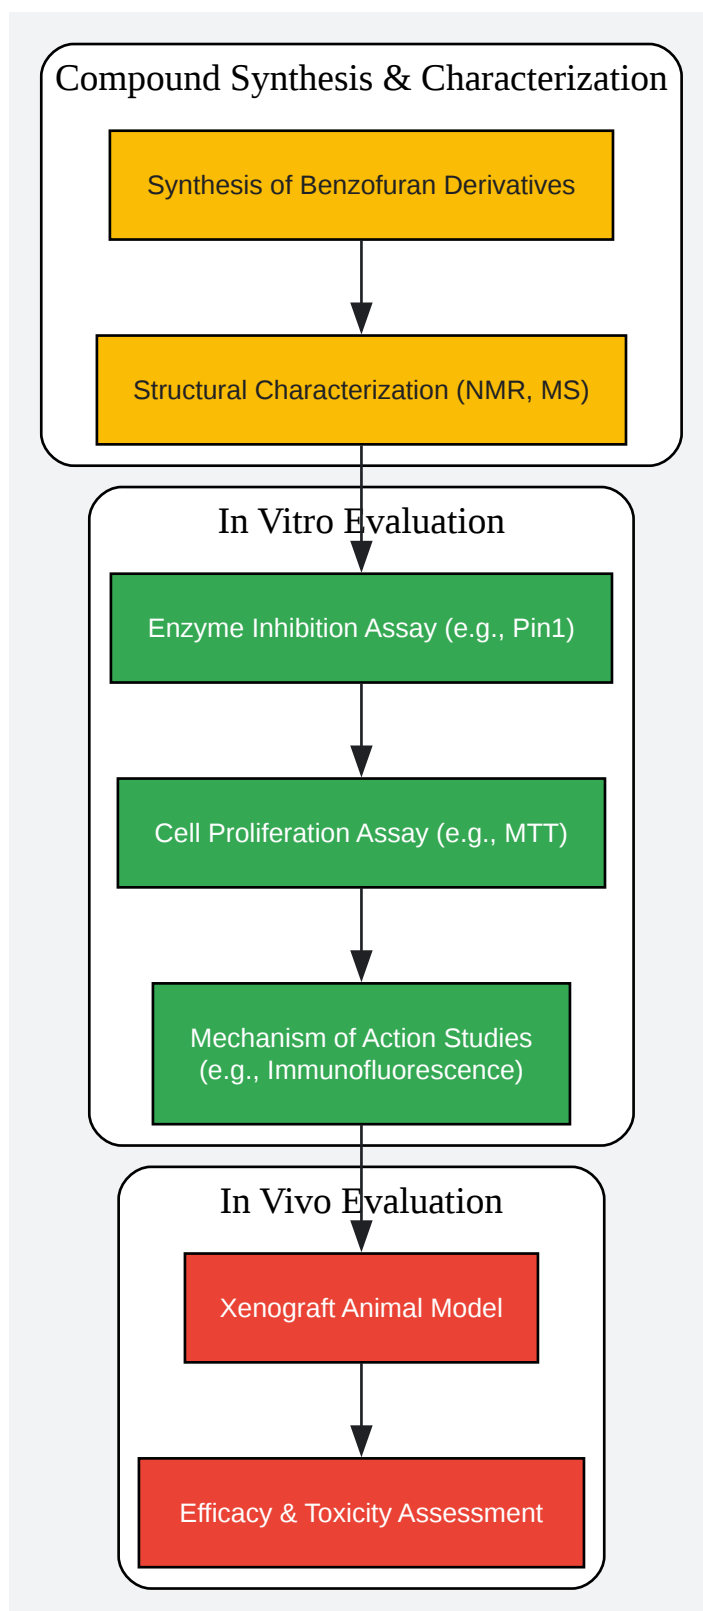 Compound Synthesis & Characterization
Synthesis of Benzofuran Derivatives
Structural Characterization (NMR, MS)
In Vitro Evaluation
Enzyme Inhibition Assay (e.g., Pin1)
Cell Proliferation Assay (e.g., MTT)
Mechanism of Action Studies
(e.g., Immunofluorescence)
In Vivo Evaluation
Xenograft Animal Model
Efficacy & Toxicity Assessment